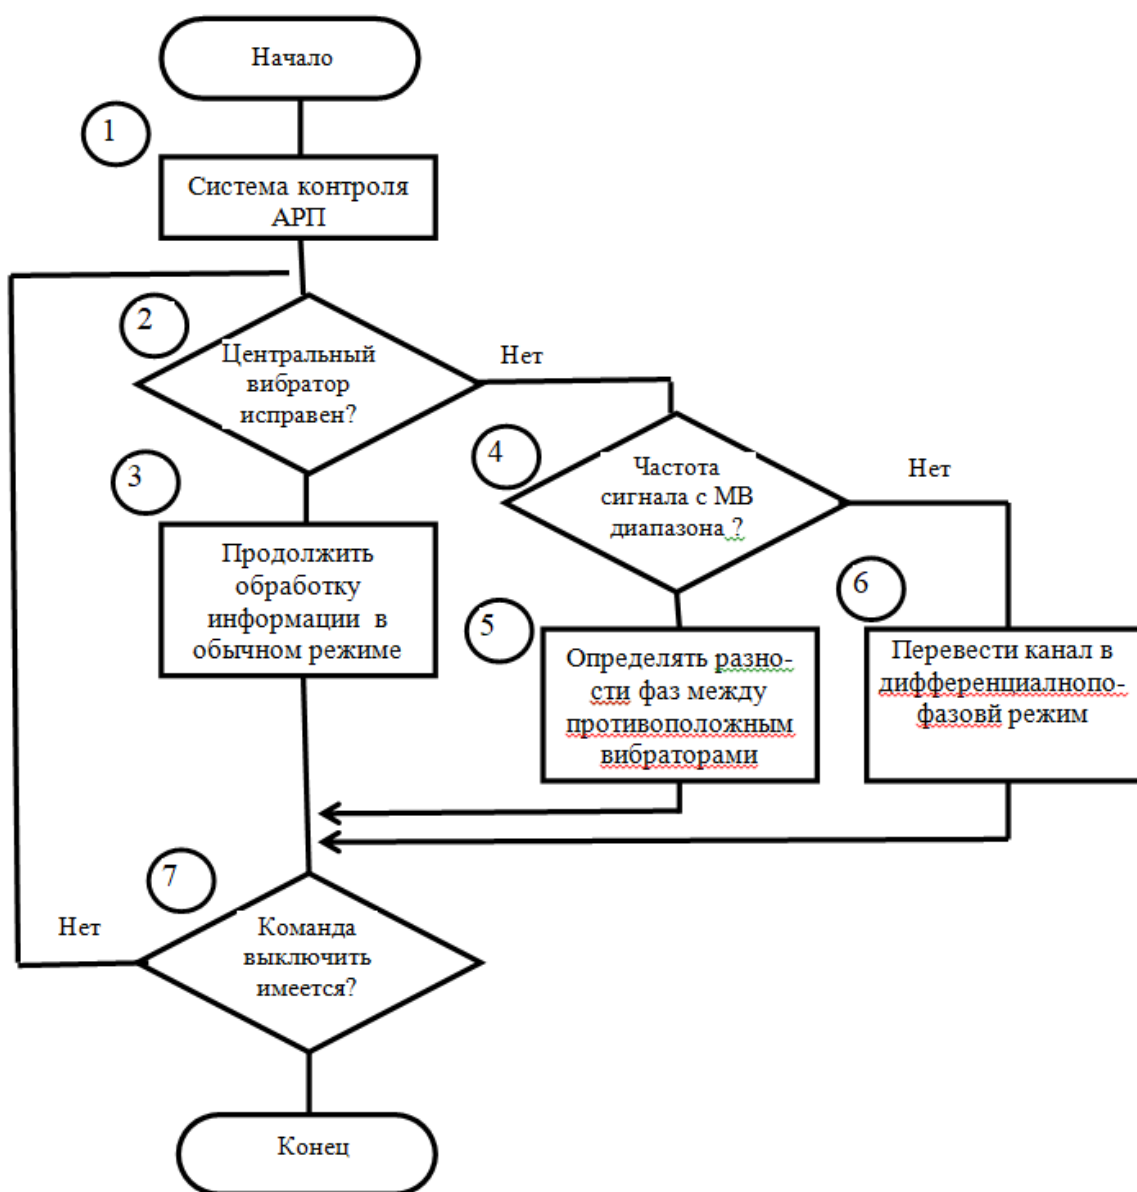 Начало
1
Система контроля
АРП
2
Центральный
вибратор
исправен?
Нет
3
Продолжить
обработку
информации в
обычном режиме
4
Частота
сигнала с МВ
диапазона ?
Нет
5
Определять разно-
сти фаз между
противоположным
вибраторами
6
Перевести канал в
дифференциалнпо-
фазовй режим
7
Команда
выключить
имеется?
Нет
Конец